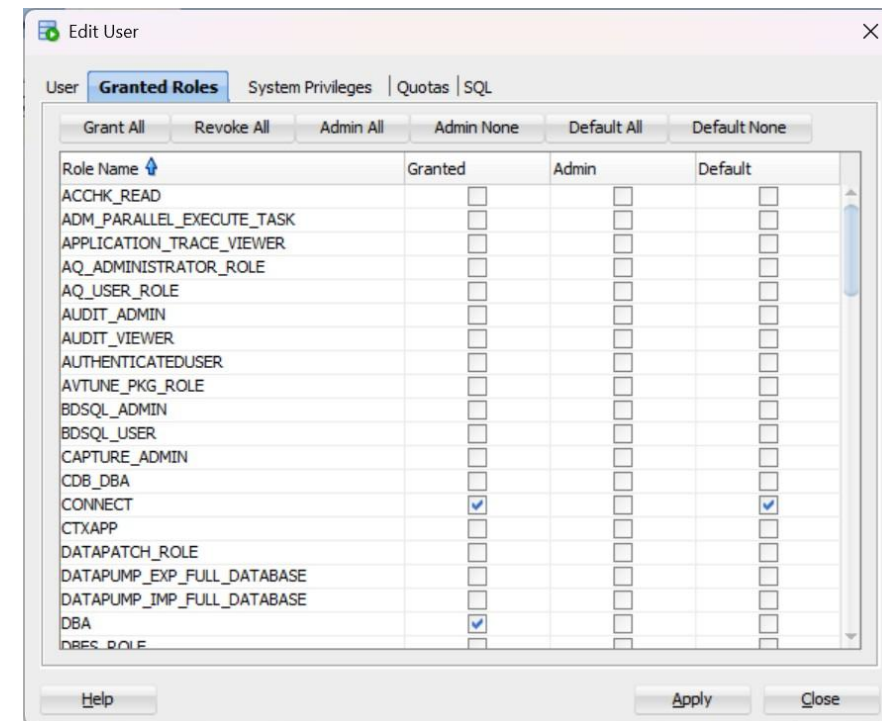 Edit User
User Granted Roles System Privileges Quotas SQL
Grant All Revoke All Admin All Admin None Default All Default None
Role Name Granted Admin Default
ACCHK_READ
ADM_PARALLEL_EXECUTE_TASK
APPLICATION_TRACE_VIEWER
AQ_ADMINISTRATOR_ROLE
AQ_USER_ROLE
AUDIT_ADMIN
AUDIT_VIEWER
AUTHENTICATEDUSER
AVTUNE_PKG_ROLE
BDSQL_ADMIN
BDSQL_USER
CAPTURE_ADMIN
CDB_DBA
CONNECT
CTXAPP
DATAPATCH_ROLE
DATAPUMP_EXP_FULL_DATABASE
DATAPUMP_IMP_FULL_DATABASE
DBA
DBFS_ROLE
Help Apply Close